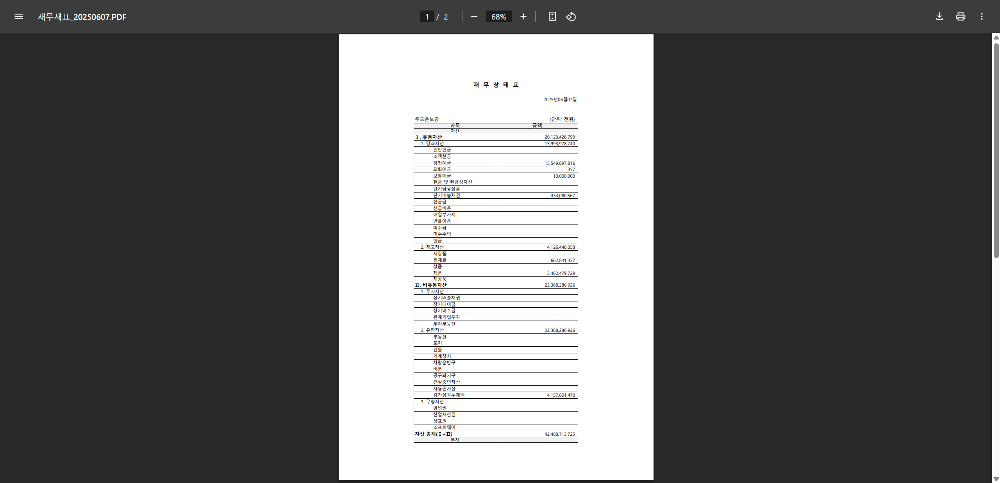 재무재표_20250607.PDF
1 / 2
68%
재 무 상 태 표
2025년06월07일
푸드온보람 (단위: 천원)
과목 금액
자산
Ⅰ. 유동자산 20,120,426,799
1. 당좌자산 15,993,978,740
일반현금
소액현금
당좌예금 15,549,897,816
외화예금 357
보통예금 10,000,000
현금 및 현금성자산
단기금융상품
단기매출채권 434,080,567
선급금
선급비용
매입부가세
받을어음
미수금
미수수익
현금
2. 재고자산 4,126,448,058
저장품
원재료 662,841,437
상품
제품 3,462,479,729
재공품
Ⅱ. 비유동자산 22,368,286,926
1. 투자자산
장기매출채권
장기대여금
장기미수금
관계기업투자
투자부동산
2. 유형자산 22,368,286,926
부동산
토지
건물
기계장치
차량운반구
비품
공구와기구
건설중인자산
사용권자산
감가상각누계액 4,157,801,470
3. 무형자산
영업권
산업재산권
상표권
소프트웨어
자산 총계(Ⅰ+Ⅱ) 42,488,713,725
부채